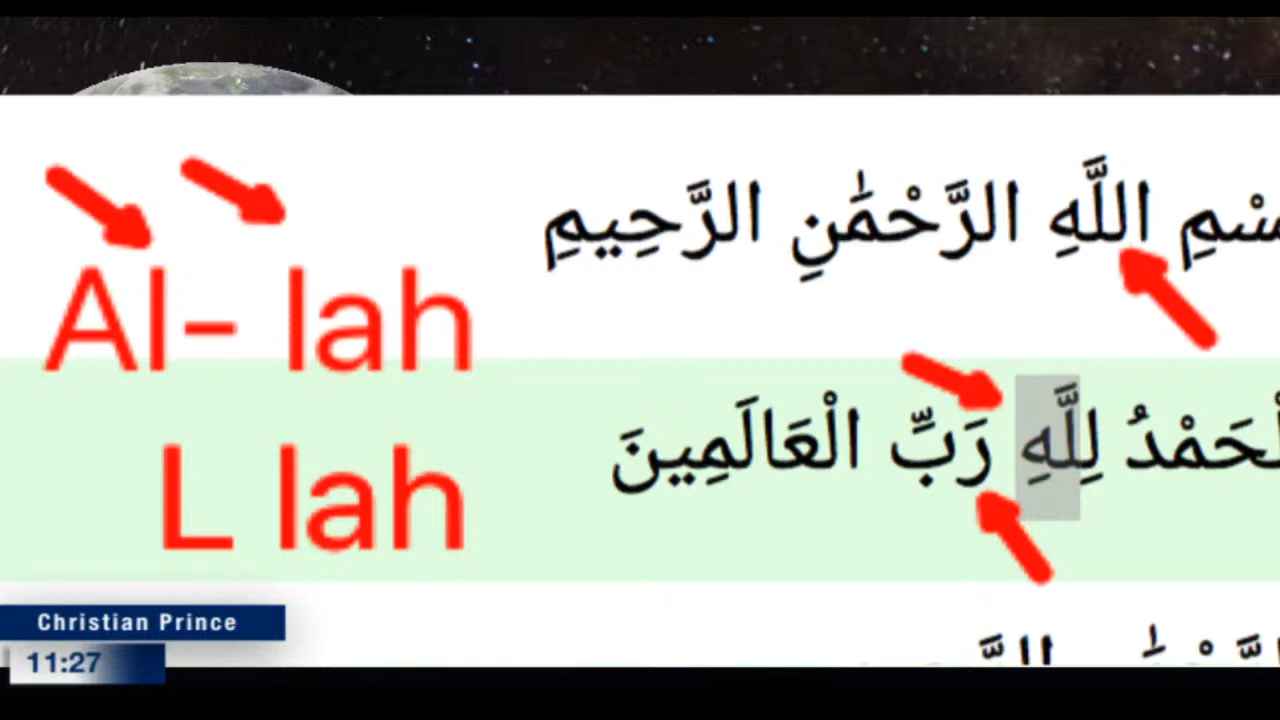 سْمِ اللَّهِ الرَّحْمَٰنِ الرَّحِيمِ
Al- lah
لْحَمْدُ لِلَّهِ رَبِّ الْعَالَمِينَ
L lah
Christian Prince
11:27